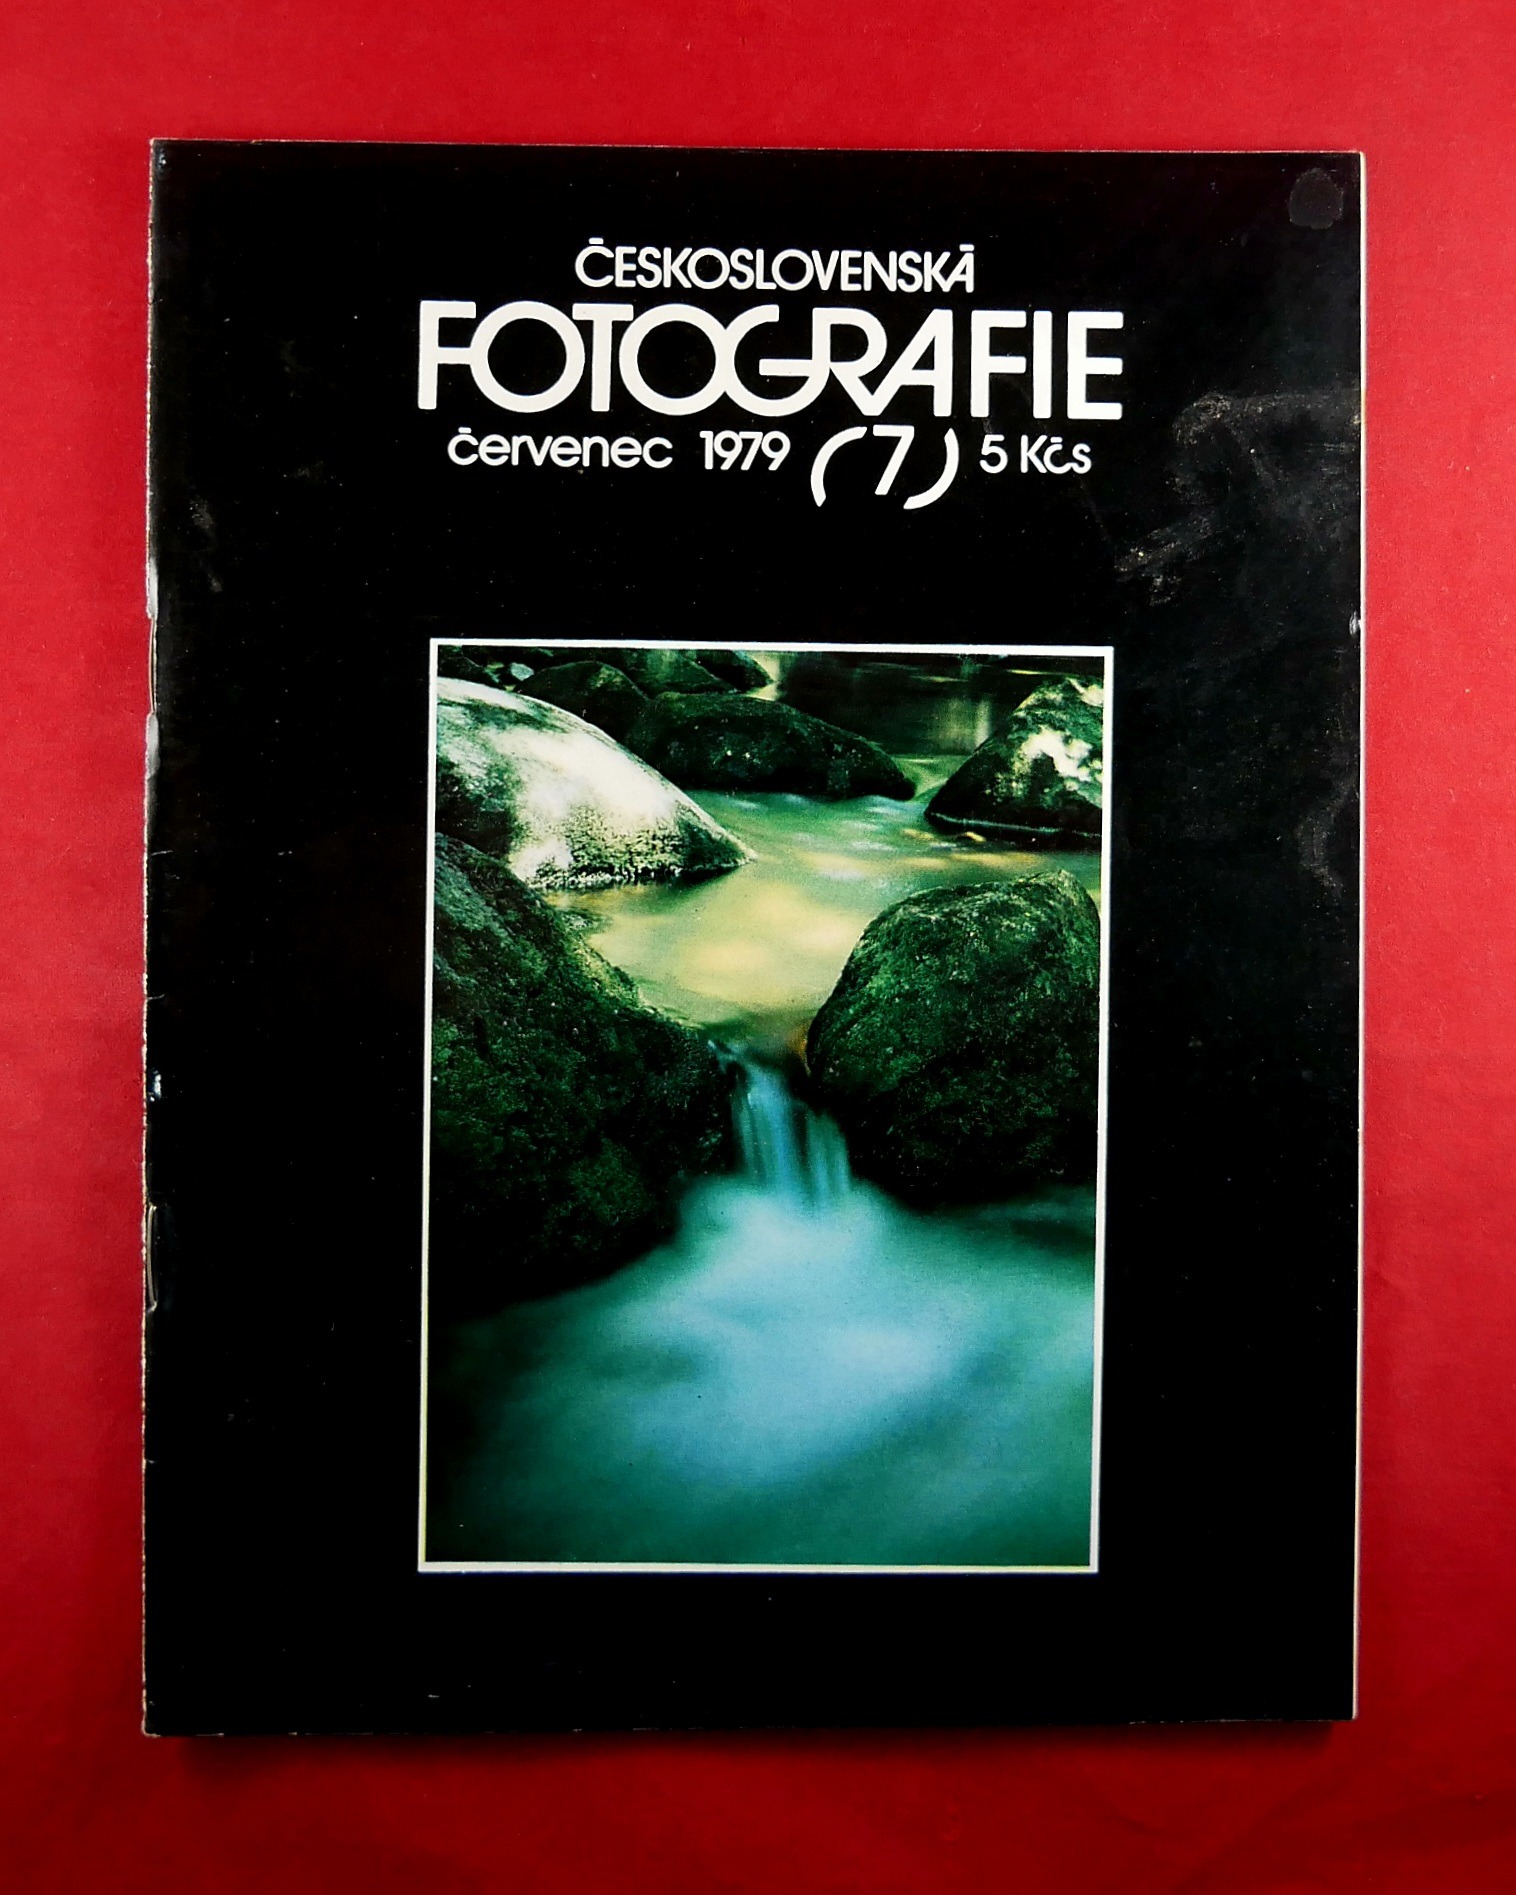 ČESKOSLOVENSKÁ
FOTOGRAFIE
červenec 1979 (7) 5 Kčs